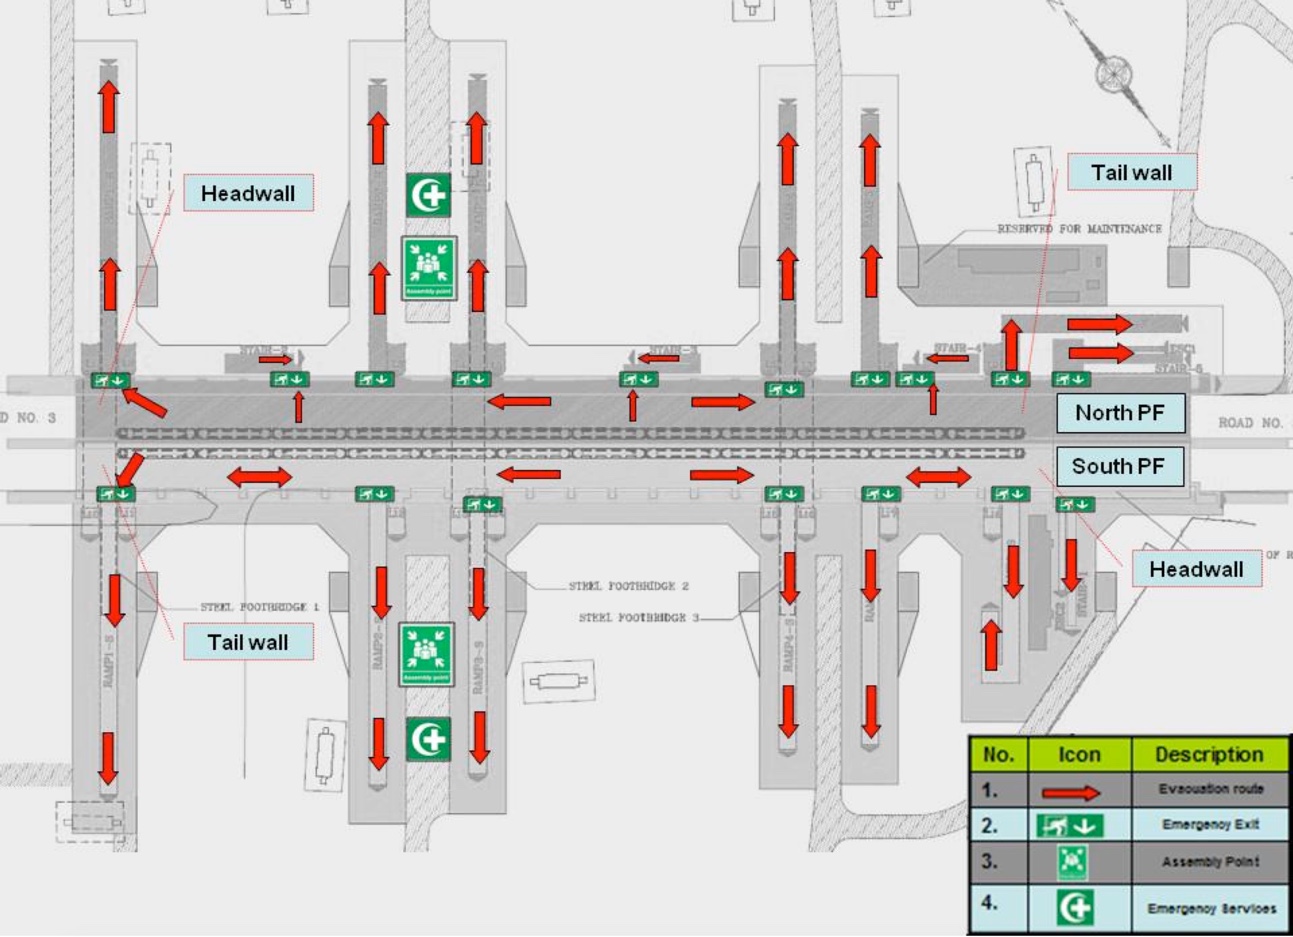 Tail wall
Headwall
RESERVED FOR MAINTENANCE
STAIR-2
STAIR-3
STAIR-4
ESC1
STAIR-5
Assembly point
D NO. 3
North PF
ROAD NO.
South PF
OF R
Headwall
STEEL FOOTBRIDGE 2
STEEL FOOTBRIDGE 1
STEEL FOOTBRIDGE 3
Tail wall
RAMP1-S
RAMP2-S
RAMP3-S
RAMP4-S
ESC2
STAIR-1
Assembly point
No. Icon Description
1. Evacuation route
2. Emergency Exit
3. Assembly Point
4. Emergency Services